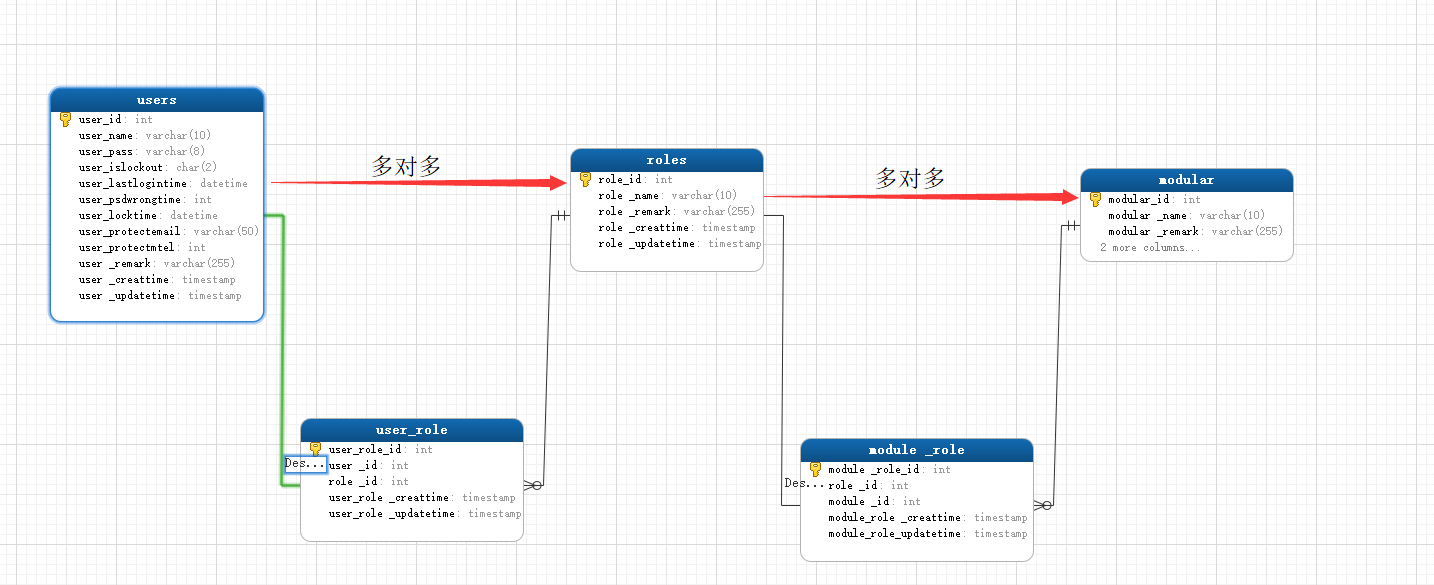 users
user_id: int
user_name: varchar(10)
user_pass: varchar(8)
user_islockout: char(2)
user_lastlogintime: datetime
user_psdwrongtime: int
user_locktime: datetime
user_protectemail: varchar(50)
user_protectmtel: int
user _remark: varchar(255)
user _creattime: timestamp
user _updatetime: timestamp
多对多
roles
role_id: int
role _name: varchar(10)
role _remark: varchar(255)
role _creattime: timestamp
role _updatetime: timestamp
多对多
modular
modular_id: int
modular _name: varchar(10)
modular _remark: varchar(255)
2 more columns...
user_role
user_role_id: int
Des...
user _id: int
role _id: int
user_role _creattime: timestamp
user_role _updatetime: timestamp
module _role
module _role_id: int
Des...
role _id: int
module _id: int
module_role _creattime: timestamp
module_role_updatetime: timestamp